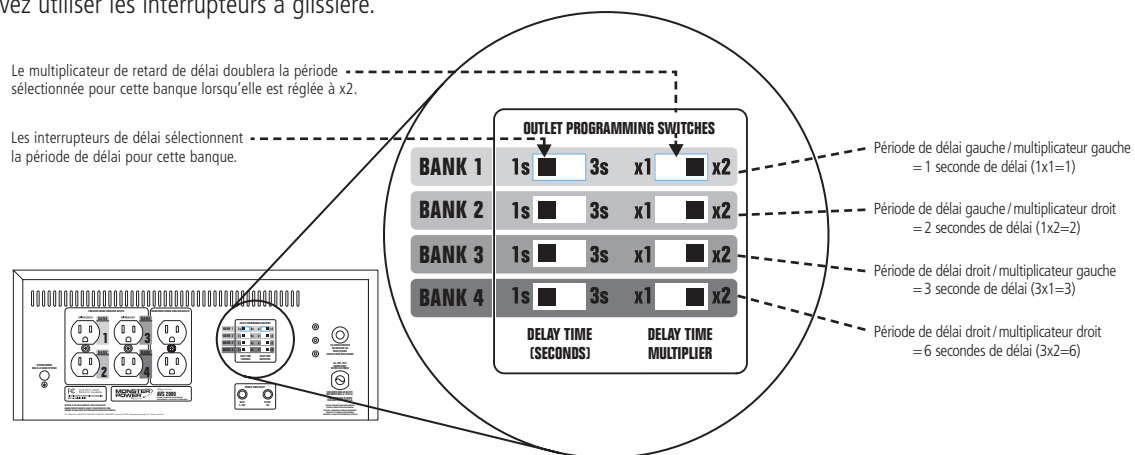 vez utiliser les interrupteurs à glissière.
Le multiplicateur de retard de délai doublera la période
sélectionnée pour cette banque lorsqu'elle est réglée à x2.
Les interrupteurs de délai sélectionnent
la période de délai pour cette banque.
OUTLET PROGRAMMING SWITCHES
BANK 1 1s 3s x1 x2
BANK 2 1s 3s x1 x2
BANK 3 1s 3s x1 x2
BANK 4 1s 3s x1 x2
DELAY TIME
(SECONDS)
DELAY TIME
MULTIPLIER
Période de délai gauche / multiplicateur gauche
= 1 seconde de délai (1x1=1)
Période de délai gauche / multiplicateur droit
= 2 secondes de délai (1x2=2)
Période de délai droit / multiplicateur gauche
= 3 seconde de délai (3x1=3)
Période de délai droit / multiplicateur droit
= 6 secondes de délai (3x2=6)
1
3
2
4
FC
MONSTER
POWER
AVS 2000